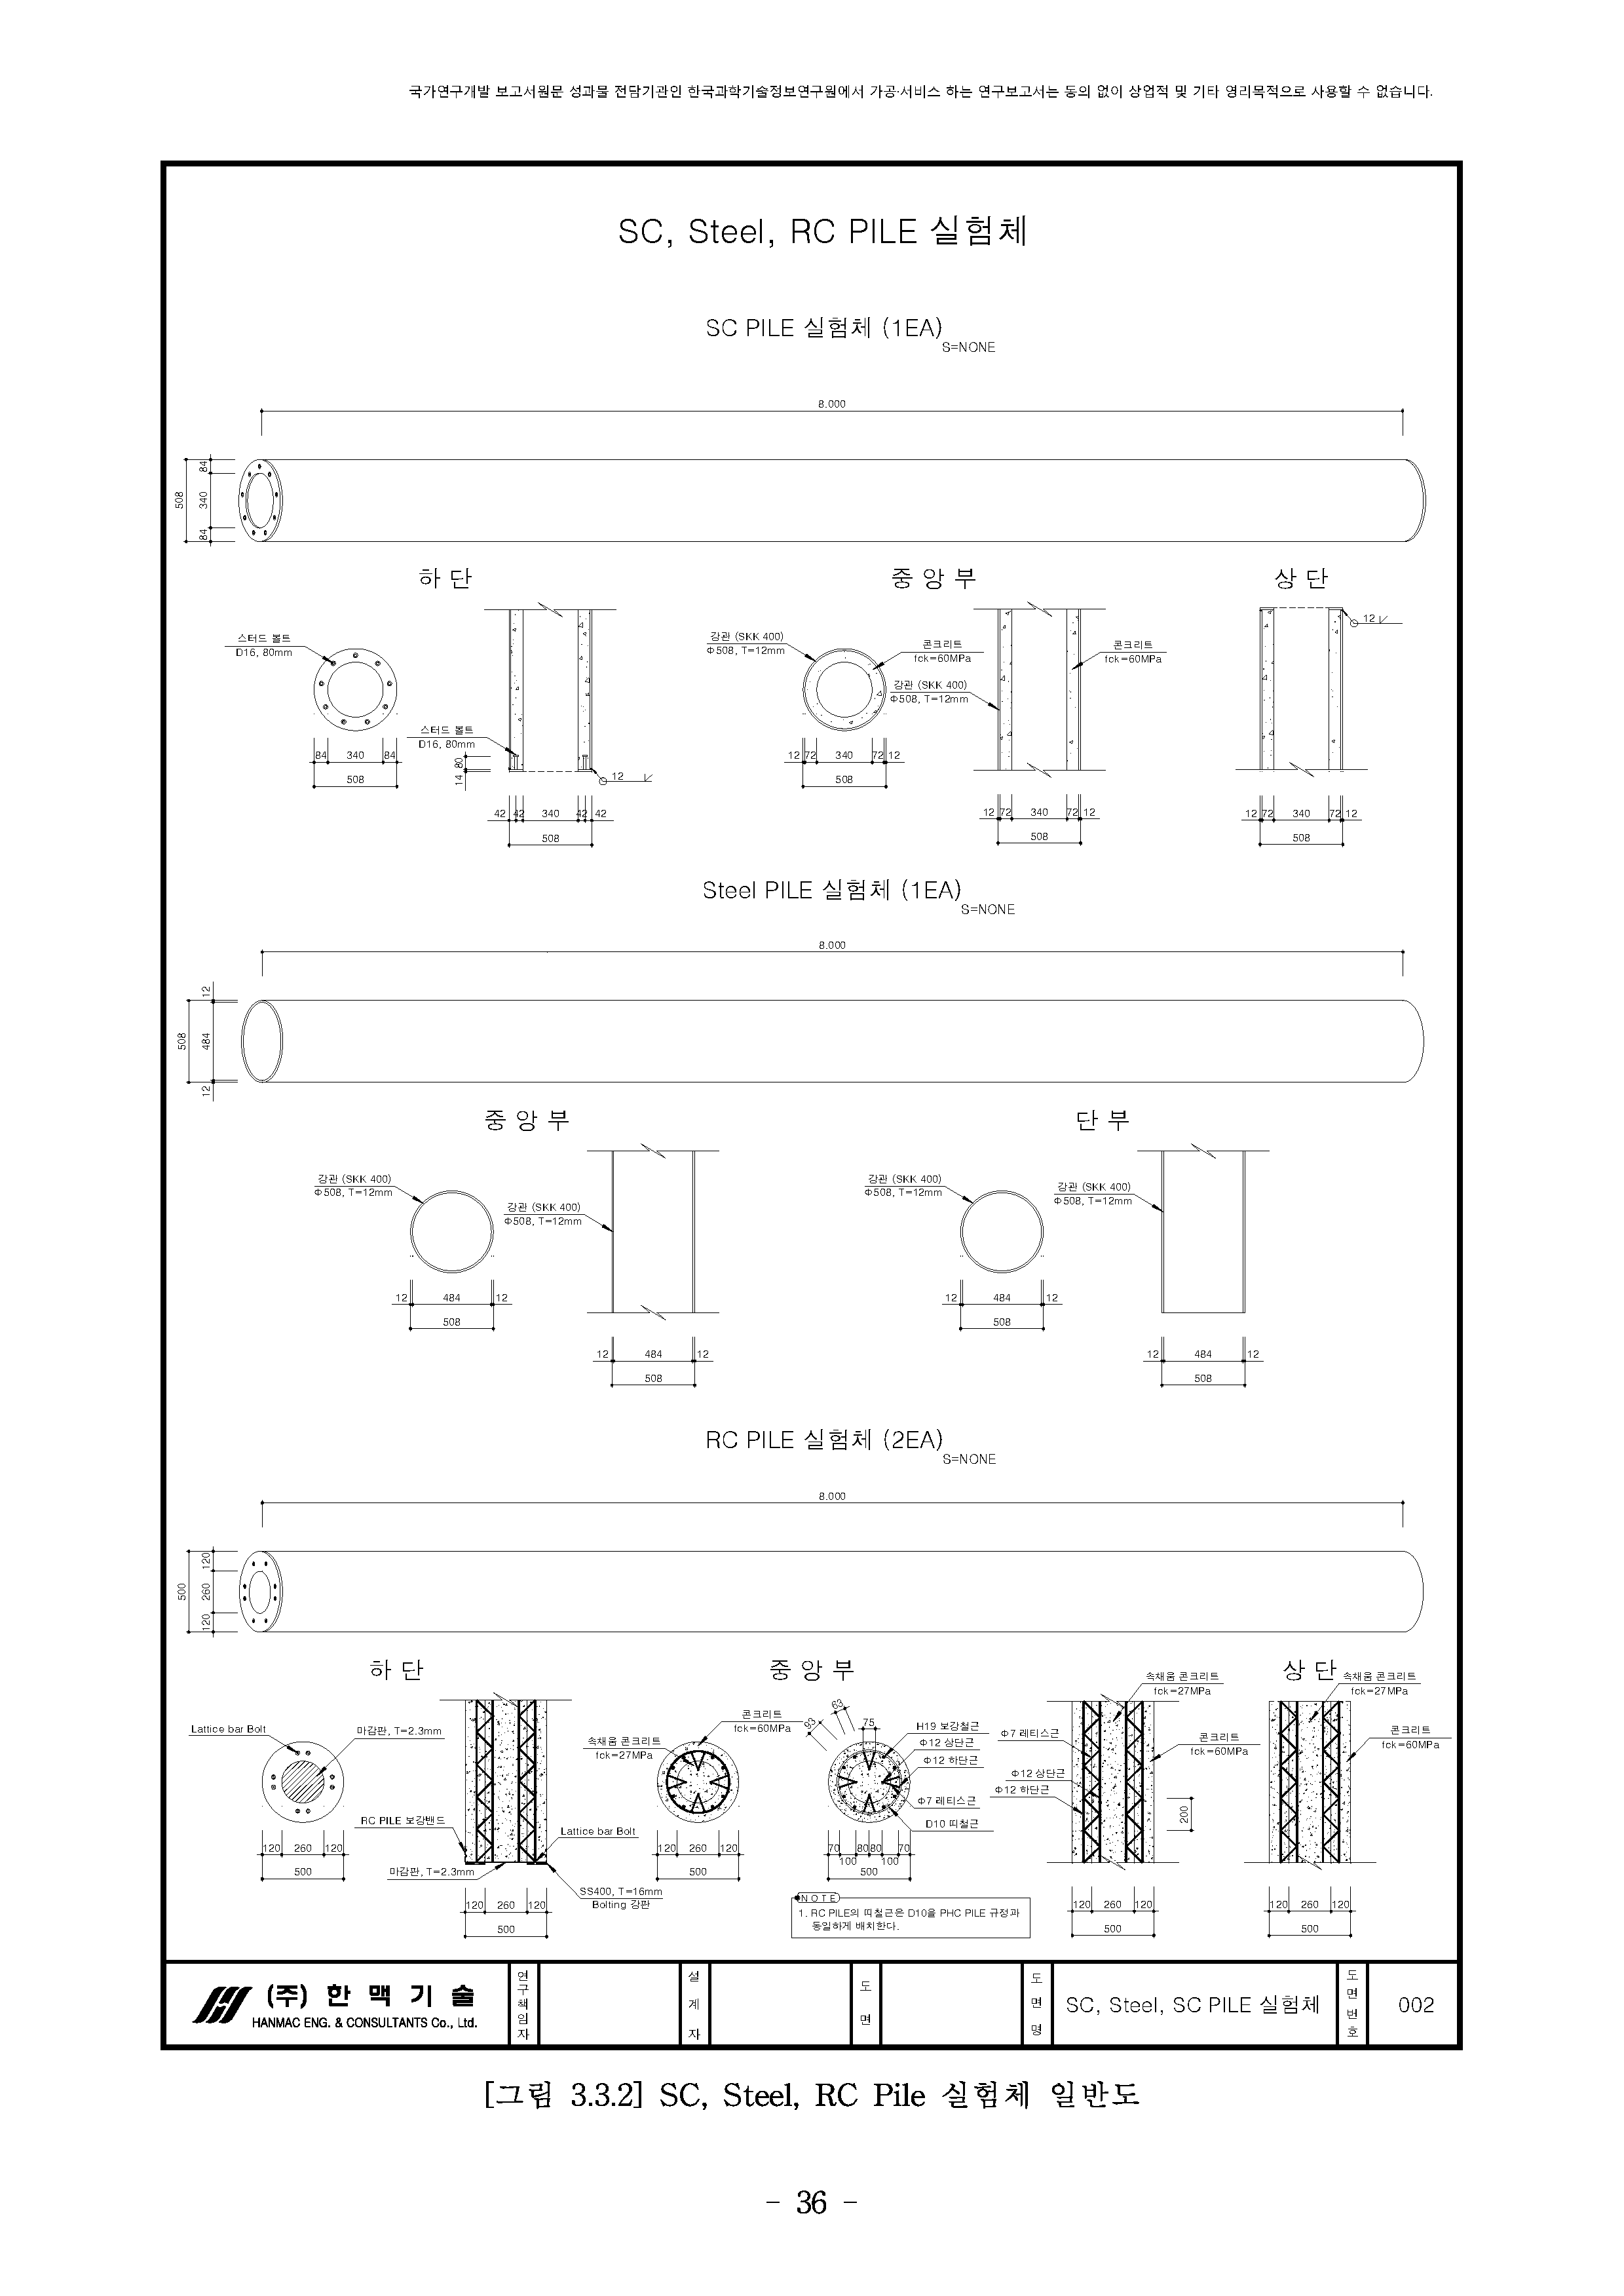 국가연구개발 보고서원문 성과물 전담기관인 한국과학기술정보연구원에서 가공·서비스 하는 연구보고서는 동의 없이 상업적 및 기타 영리목적으로 사용할 수 없습니다.
SC, Steel, RC PILE 실험체
SC PILE 실험체 (1EA)
S=NONE
8.000
84
340
84
508
하 단
중 앙 부
상 단
스터드 볼트
D16, 80mm
84 340 84
508
스터드 볼트
D16, 80mm
80
14
12
42 42 340 42 42
508
강관 (SKK 400)
Φ508, T=12mm
콘크리트
fck=60MPa
12 72 340 72 12
508
강관 (SKK 400)
Φ508, T=12mm
콘크리트
fck=60MPa
12 72 340 72 12
508
12
12 72 340 72 12
508
Steel PILE 실험체 (1EA)
S=NONE
8.000
12
484
12
508
중 앙 부
단 부
강관 (SKK 400)
Φ508, T=12mm
12 484 12
508
강관 (SKK 400)
Φ508, T=12mm
12 484 12
508
강관 (SKK 400)
Φ508, T=12mm
12 484 12
508
강관 (SKK 400)
Φ508, T=12mm
12 484 12
508
RC PILE 실험체 (2EA)
S=NONE
8.000
120
260
120
500
하 단
중 앙 부
상 단
Lattice bar Bolt
마감판, T=2.3mm
120 260 120
500
RC PILE 보강밴드
마감판, T=2.3mm
Lattice bar Bolt
SS400, T=16mm
Bolting 강판
120 260 120
500
콘크리트
fck=60MPa
속채움 콘크리트
fck=27MPa
120 260 120
500
93
63
75
H19 보강철근
Φ12 상단근
Φ12 하단근
Φ7 레티스근
D10 띠철근
70 80 80 70
100 100
500
NOTE
1. RC PILE의 띠철근은 D10을 PHC PILE 규정과
동일하게 배치한다.
속채움 콘크리트
fck=27MPa
Φ7 레티스근
콘크리트
fck=60MPa
Φ12 상단근
Φ12 하단근
200
120 260 120
500
속채움 콘크리트
fck=27MPa
콘크리트
fck=60MPa
120 260 120
500
(주) 한 맥 기 술
HANMAC ENG. & CONSULTANTS Co., Ltd.
연구책임자
설계자
도면
도면명
SC, Steel, SC PILE 실험체
도면번호
002
[그림 3.3.2] SC, Steel, RC Pile 실험체 일반도
- 36 -